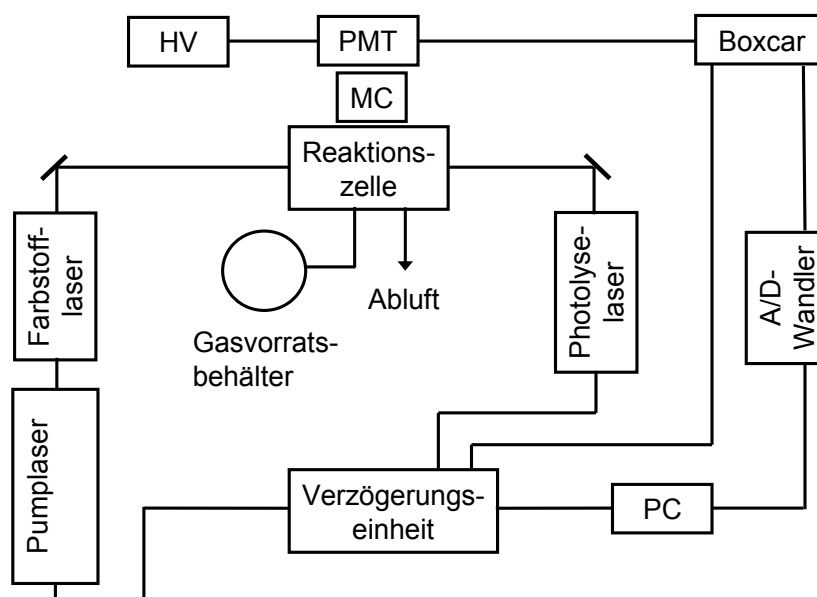 HV
PMT
Boxcar
MC
Reaktions-
zelle
Farbstoff-
laser
Photolyse-
laser
A/D-
Wandler
Abluft
Gasvorrats-
behälter
Pumplaser
Verzögerungs-
einheit
PC